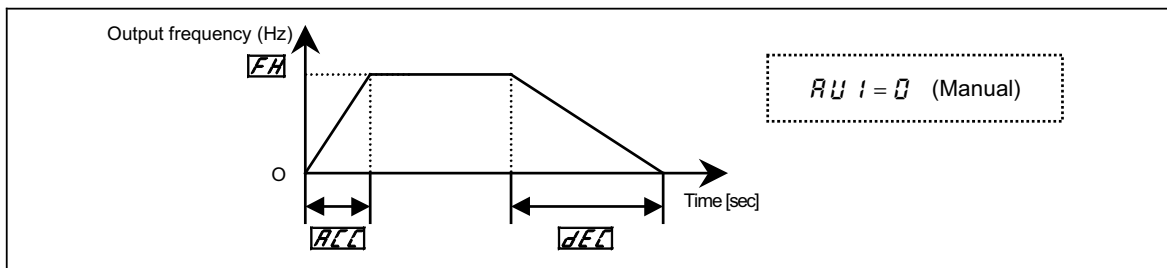 Output frequency (Hz)
FH
AU1=0 (Manual)
O
Time [sec]
ACC
dEC